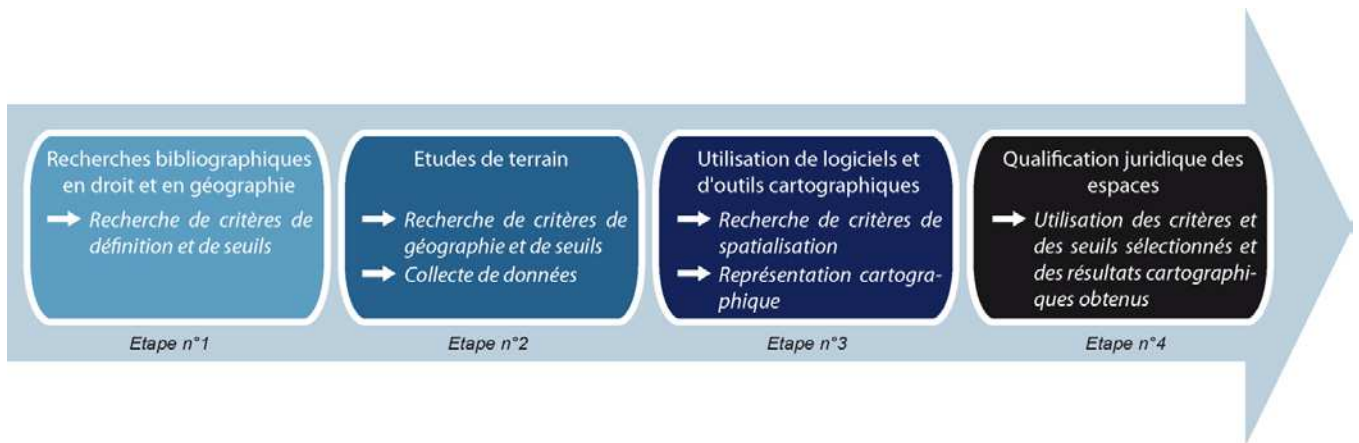 Recherches bibliographiques
en droit et en géographie
Recherche de critères de
définition et de seuils
Etape n°1
Etudes de terrain
Recherche de critères de
géographie et de seuils
Collecte de données
Etape n°2
Utilisation de logiciels et
d'outils cartographiques
Recherche de critères de
spatialisation
Représentation cartogra-
phique
Etape n°3
Qualification juridique des
espaces
Utilisation des critères et
des seuils sélectionnés et
des résultats cartographi-
ques obtenus
Etape n°4